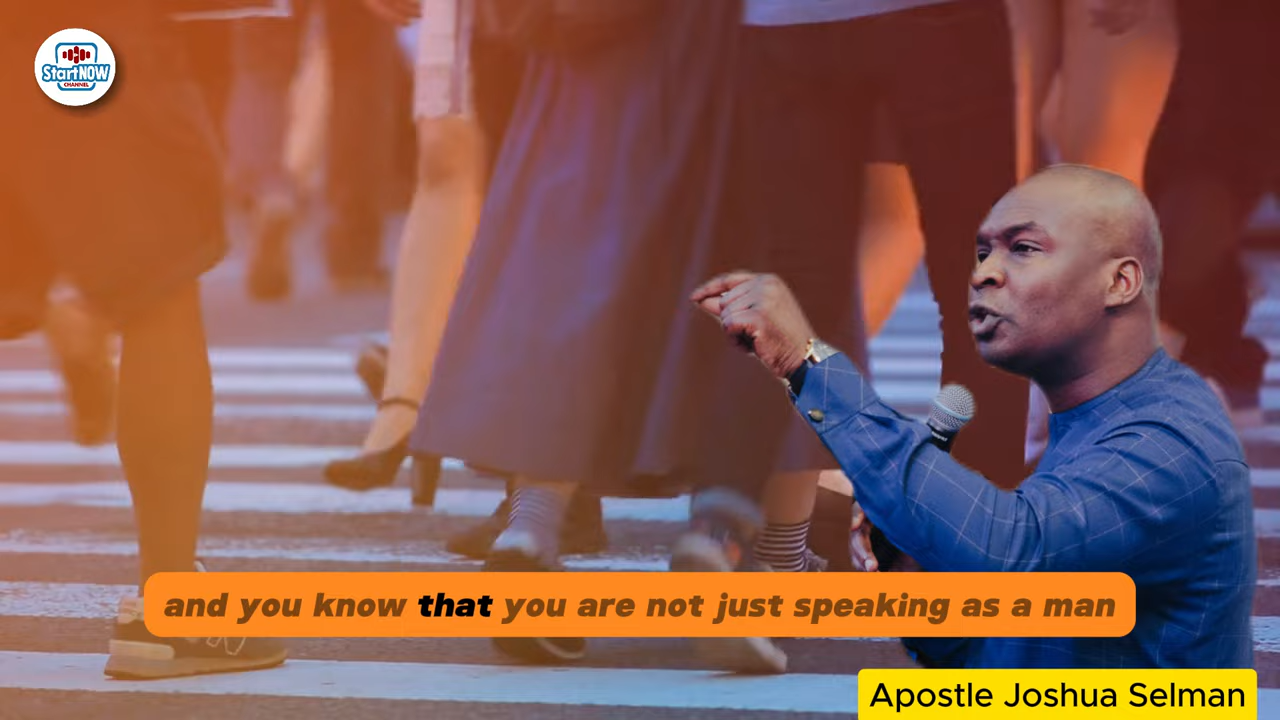 StartNOW
CHANNEL
and you know that you are not just speaking as a man
Apostle Joshua Selman